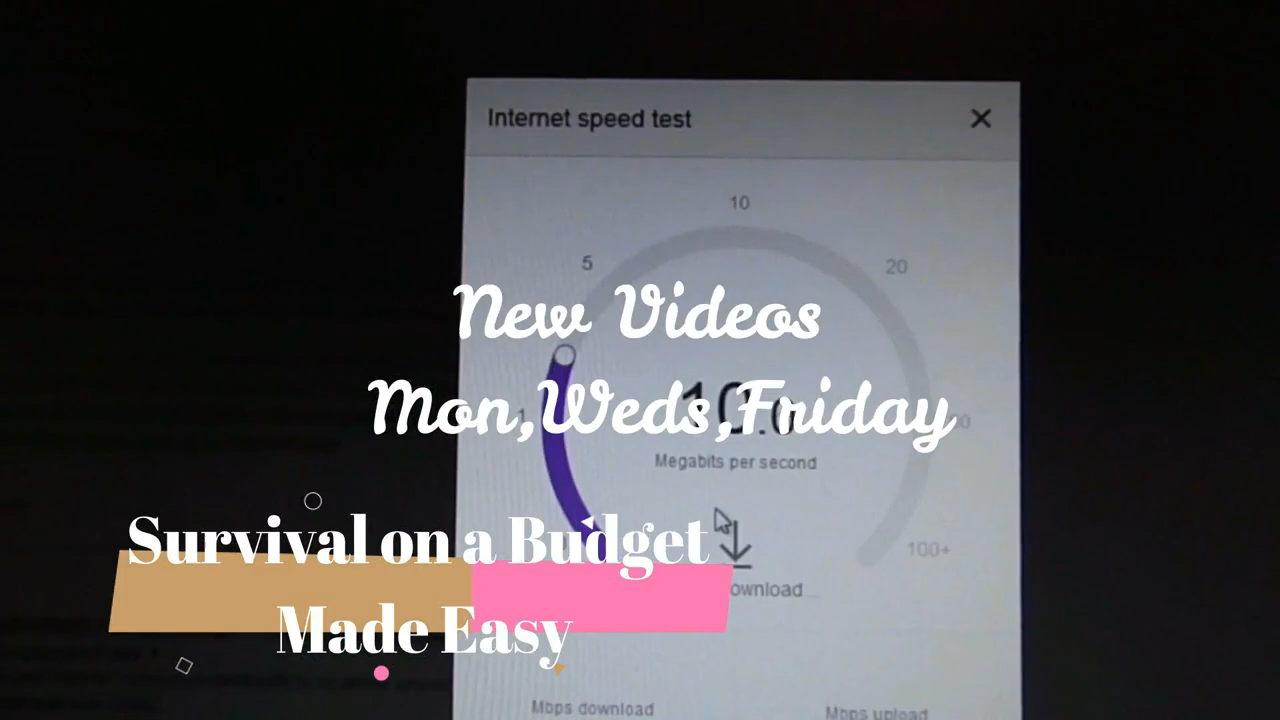 Internet speed test
10
5
20
New Videos
1
Mon,Weds,Friday
Megabits per second
Survival on a Budget
100+
Made Easy
Mbps download
Mbps upload